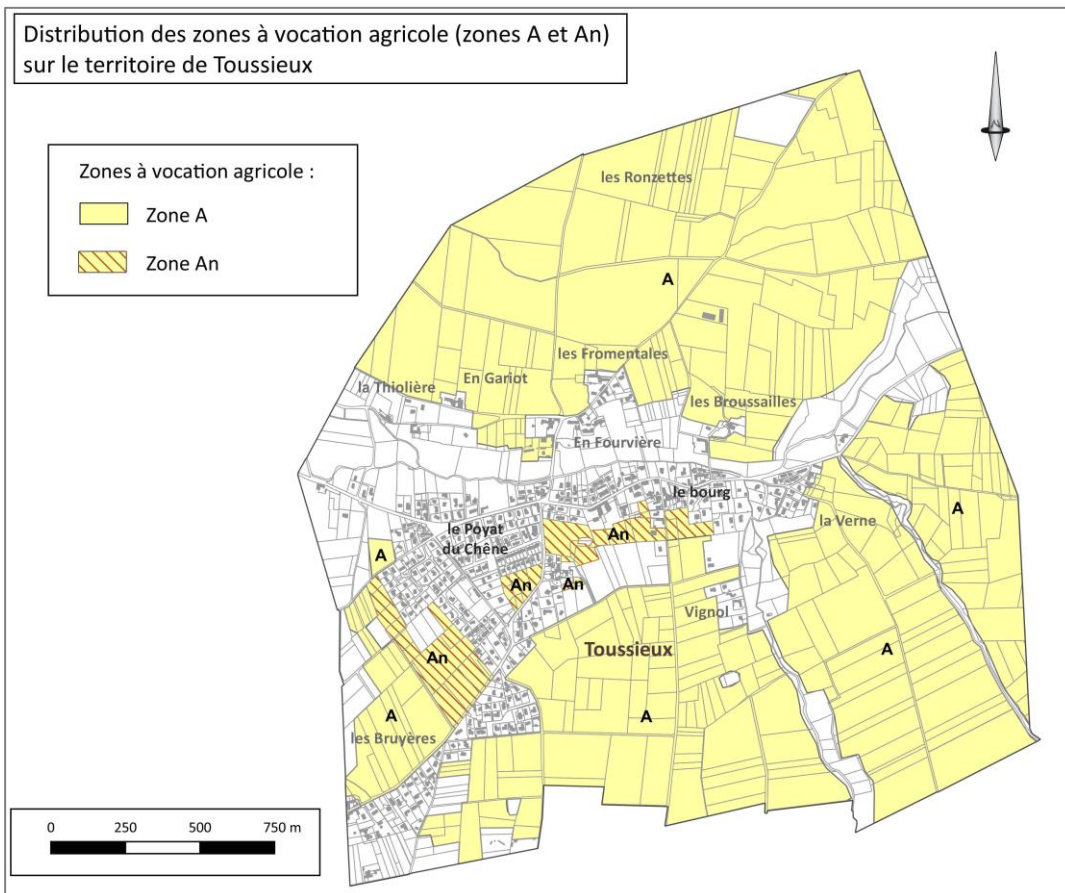 Distribution des zones à vocation agricole (zones A et An)
sur le territoire de Toussieux
Zones à vocation agricole :
Zone A
Zone An
les Ronzettes
A
les Fromentales
En Gariot
la Thiolière
les Broussailles
En Fourvière
le bourg
A
la Verne
le Poyat
du Chêne
An
A
An
An
Vignol
Toussieux
A
An
A
A
les Bruyères
0 250 500 750 m